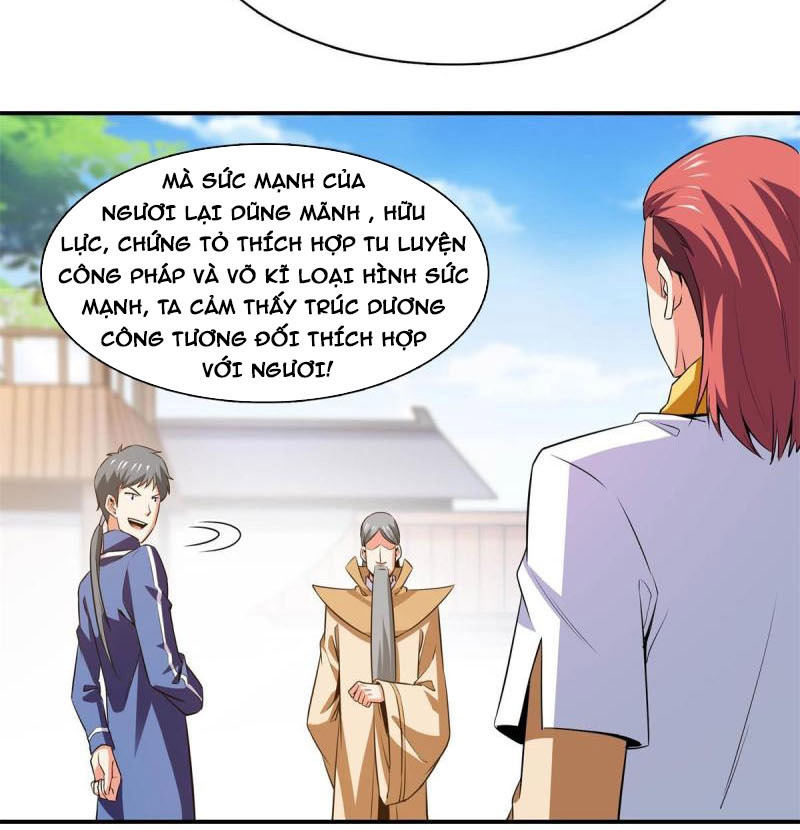 MÀ SỨC MẠNH CỦA
NGƯƠI LẠI DŨNG MÃNH , HỮU
LỰC, CHỨNG TỎ THÍCH HỢP TU LUYỆN
CÔNG PHÁP VÀ VÕ KĨ LOẠI HÌNH SỨC
MẠNH, TA CẢM THẤY TRÚC DƯƠNG
CÔNG TƯƠNG ĐỐI THÍCH HỢP
VỚI NGƯƠI!